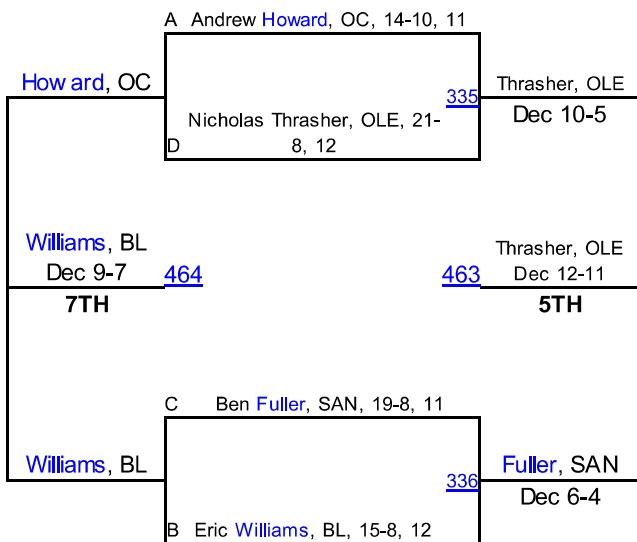 A Andrew Howard, OC, 14-10, 11
Howard, OC
335
Thrasher, OLE
Dec 10-5
Nicholas Thrasher, OLE, 21-
D 8, 12
Williams, BL
Dec 9-7
464
7TH
463
Thrasher, OLE
Dec 12-11
5TH
C Ben Fuller, SAN, 19-8, 11
Williams, BL
336
Fuller, SAN
Dec 6-4
B Eric Williams, BL, 15-8, 12